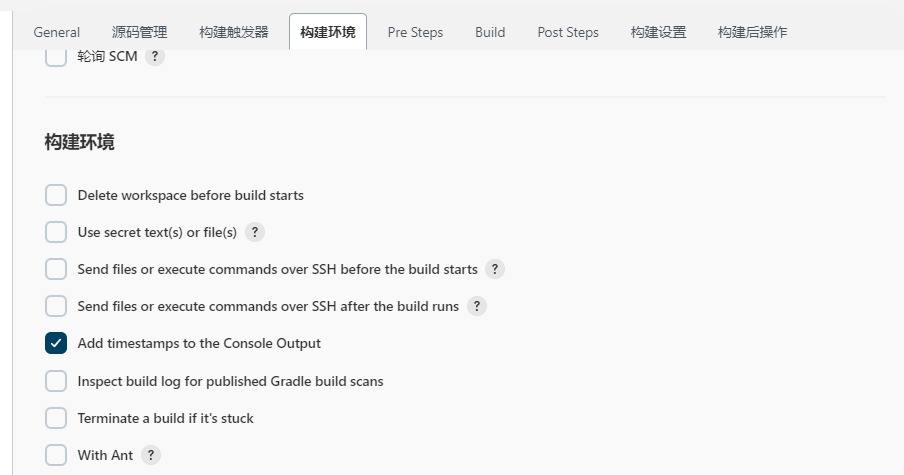 General 源码管理 构建触发器 构建环境 Pre Steps Build Post Steps 构建设置 构建后操作
轮询 SCM ?
构建环境
Delete workspace before build starts
Use secret text(s) or file(s) ?
Send files or execute commands over SSH before the build starts ?
Send files or execute commands over SSH after the build runs ?
Add timestamps to the Console Output
Inspect build log for published Gradle build scans
Terminate a build if it's stuck
With Ant ?